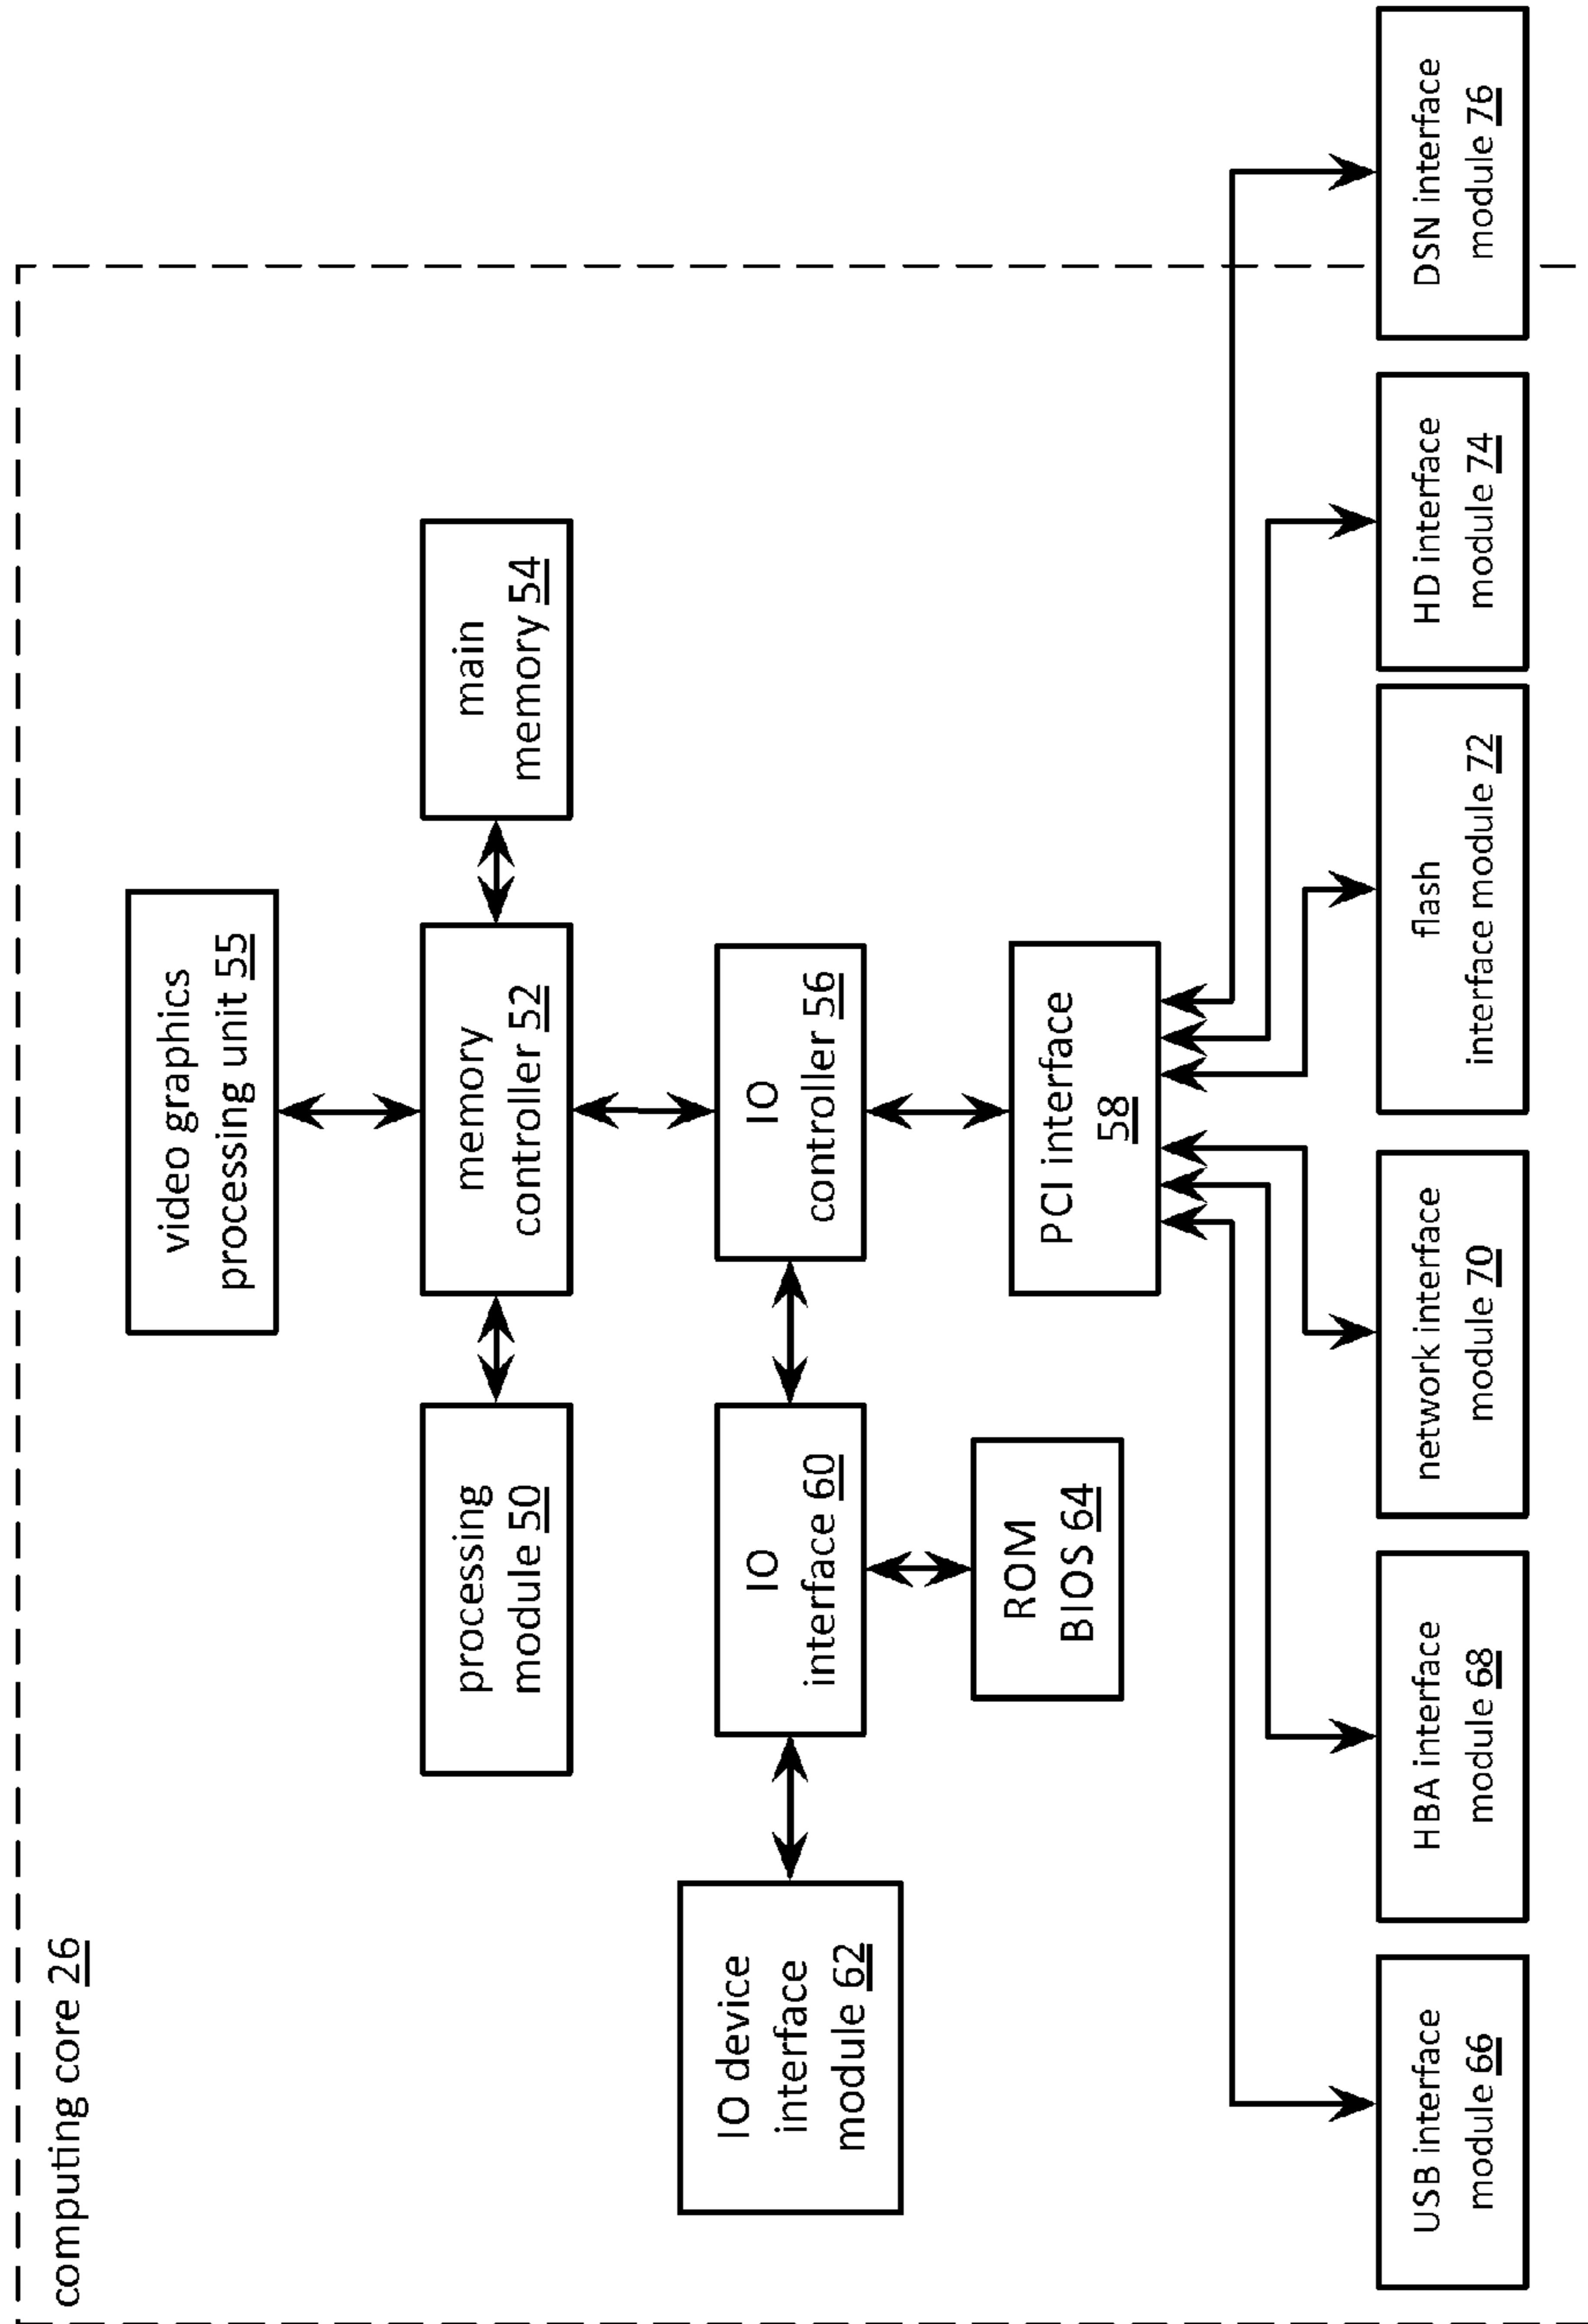 computing core 26
video graphics
processing unit 55
processing
module 50
memory
controller 52
main
memory 54
IO device
interface
module 62
IO
interface 60
IO
controller 56
ROM
BIOS 64
PCI interface
58
USB interface
module 66
HBA interface
module 68
network interface
module 70
flash
interface module 72
HD interface
module 74
DSN interface
module 76